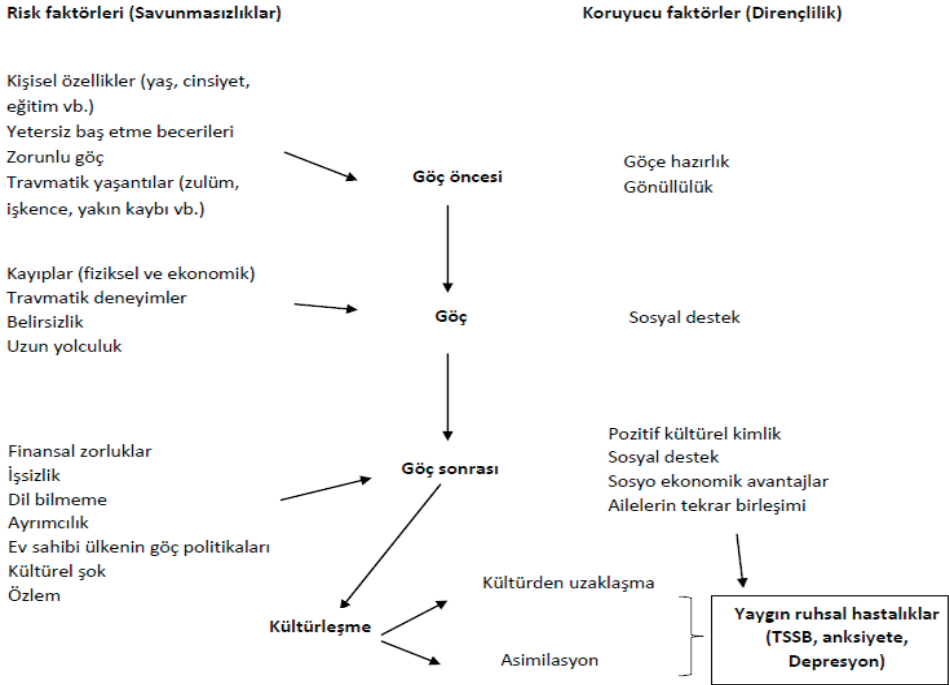 Risk faktörleri (Savunmasızlıklar)
Koruyucu faktörler (Dirençlilik)
Kişisel özellikler (yaş, cinsiyet,
eğitim vb.)
Yetersiz baş etme becerileri
Zorunlu göç
Travmatik yaşantılar (zulüm,
işkence, yakın kaybı vb.)
Göç öncesi
Göçe hazırlık
Gönüllülük
Kayıplar (fiziksel ve ekonomik)
Travmatik deneyimler
Belirsizlik
Uzun yolculuk
Göç
Sosyal destek
Finansal zorluklar
İşsizlik
Dil bilmeme
Ayrımcılık
Ev sahibi ülkenin göç politikaları
Kültürel şok
Özlem
Göç sonrası
Pozitif kültürel kimlik
Sosyal destek
Sosyo ekonomik avantajlar
Ailelerin tekrar birleşimi
Kültürleşme
Kültürden uzaklaşma
Asimilasyon
Yaygın ruhsal hastalıklar
(TSSB, anksiyete,
Depresyon)